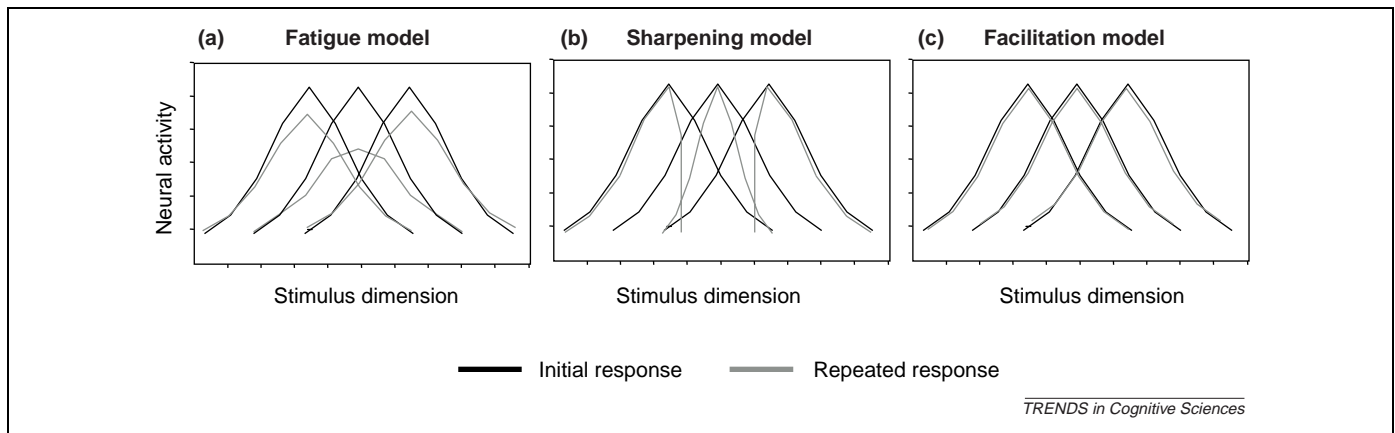 (a) Fatigue model (b) Sharpening model (c) Facilitation model
Neural activity
Stimulus dimension Stimulus dimension Stimulus dimension
Initial response Repeated response
TRENDS in Cognitive Sciences